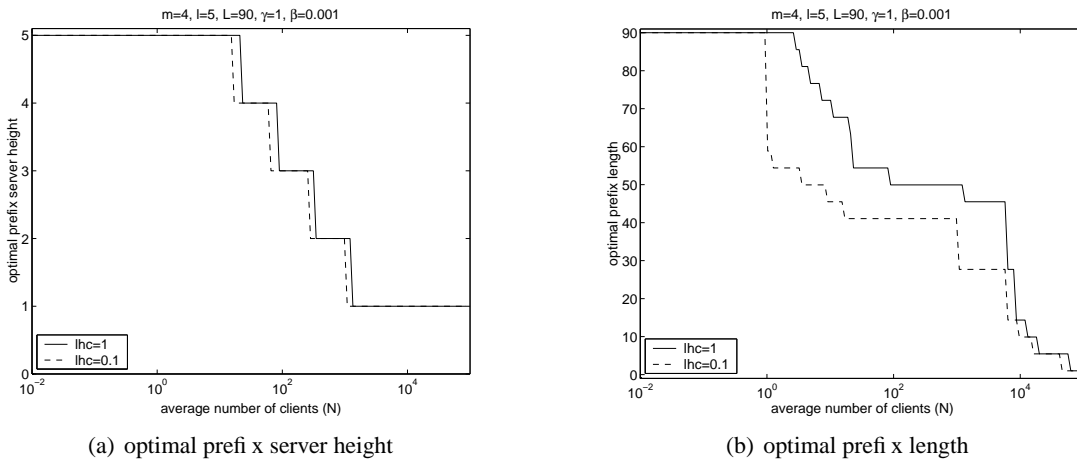 m=4, l=5, L=90, γ=1, β=0.001
optimal prefix server height
5
4
3
2
1
0
lhc=1
lhc=0.1
10^-2
10^0
10^2
10^4
average number of clients (N)
(a) optimal prefi x server height
m=4, l=5, L=90, γ=1, β=0.001
optimal prefix length
90
80
70
60
50
40
30
20
10
0
lhc=1
lhc=0.1
10^-2
10^0
10^2
10^4
average number of clients (N)
(b) optimal prefi x length